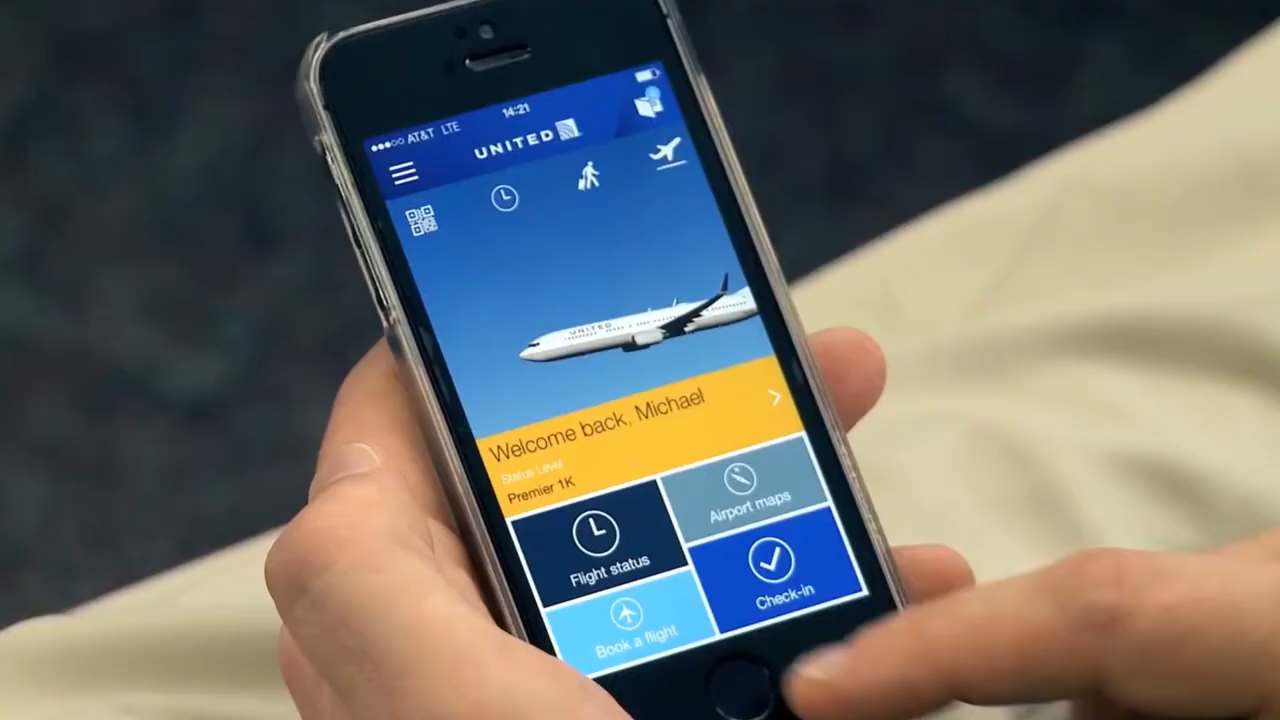 AT&T LTE
14:21
UNITED
UNITED
Welcome back, Michael
Status Level
Premier 1K
Airport maps
Flight status
Check-in
Book a flight